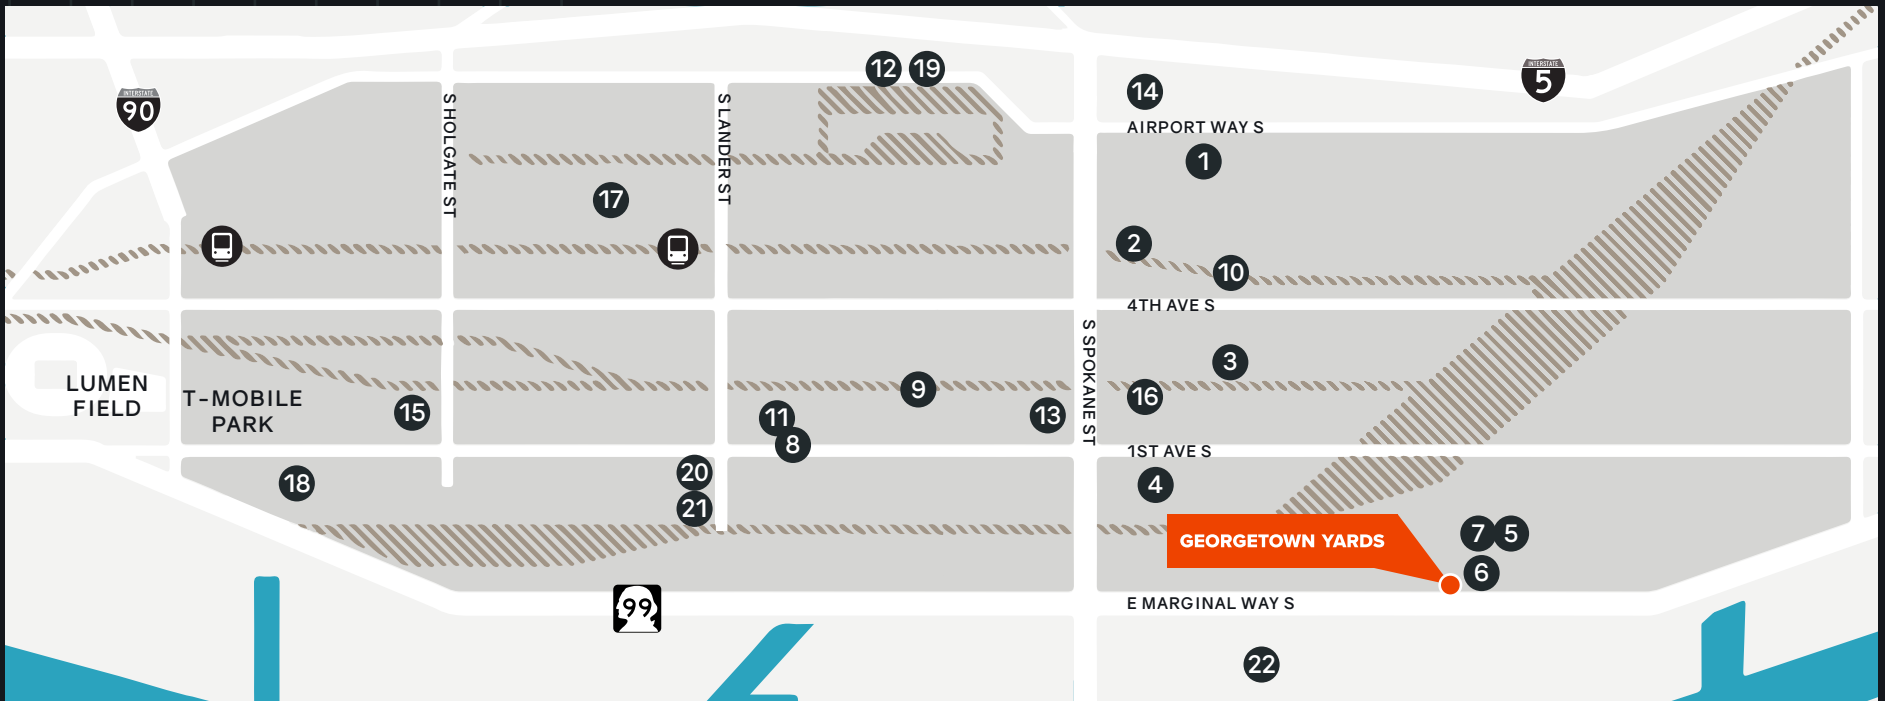 12
19
INTERSTATE
5
14
INTERSTATE
90
S HOLGATE ST
S LANDER ST
AIRPORT WAY S
1
17
2
10
4TH AVE S
S SPOKANE ST
3
LUMEN
FIELD
T-MOBILE
PARK
15
9
16
11
13
8
1ST AVE S
18
20
4
21
GEORGETOWN YARDS
7
5
6
99
E MARGINAL WAY S
22